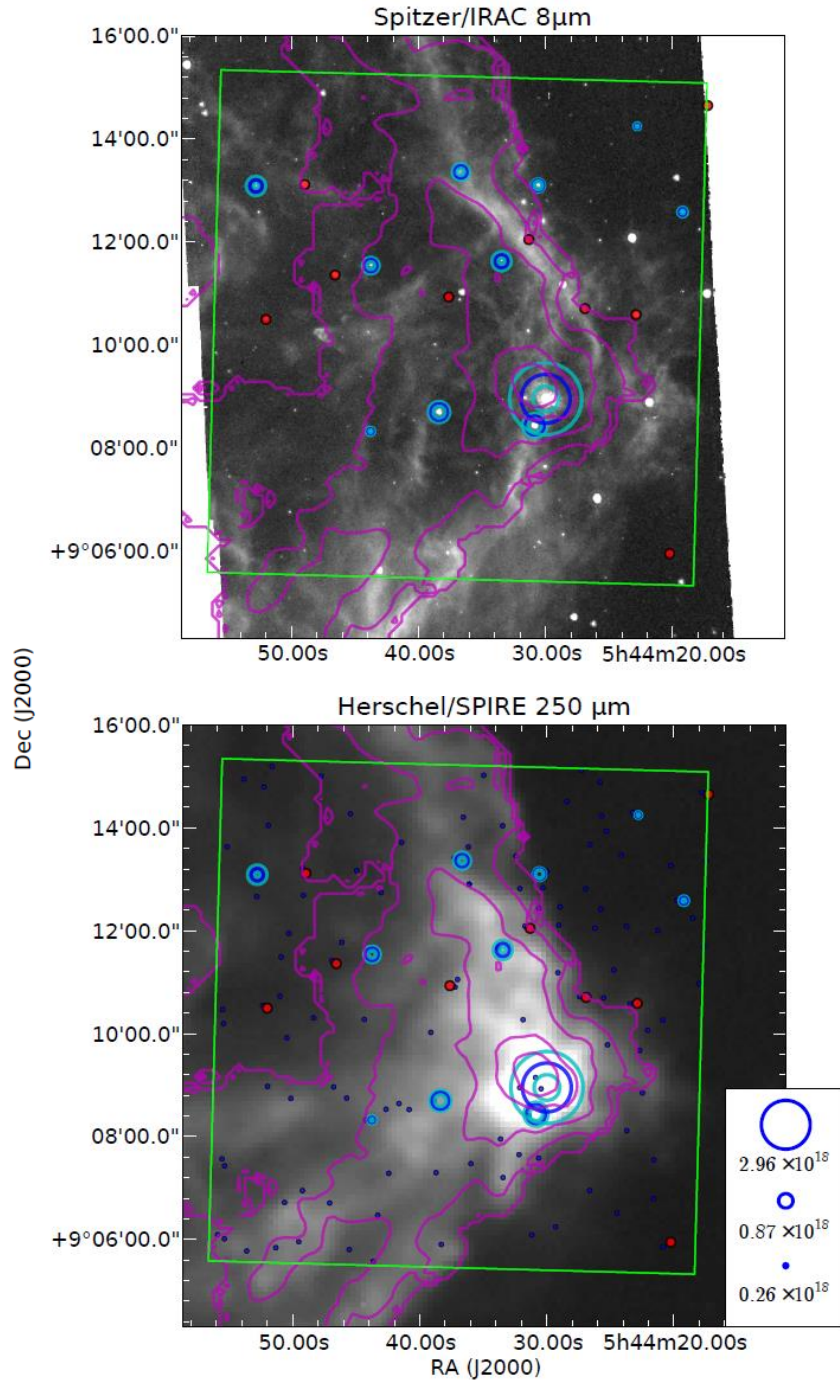 Spitzer/IRAC 8μm
16'00.0"
14'00.0"
12'00.0"
10'00.0"
08'00.0"
+9°06'00.0"
50.00s 40.00s 30.00s 5h44m20.00s
Dec (J2000)
Herschel/SPIRE 250 μm
16'00.0"
14'00.0"
12'00.0"
10'00.0"
08'00.0"
+9°06'00.0"
2.96 ×10¹⁸
0.87 ×10¹⁸
0.26 ×10¹⁸
50.00s 40.00s 30.00s 5h44m20.00s
RA (J2000)